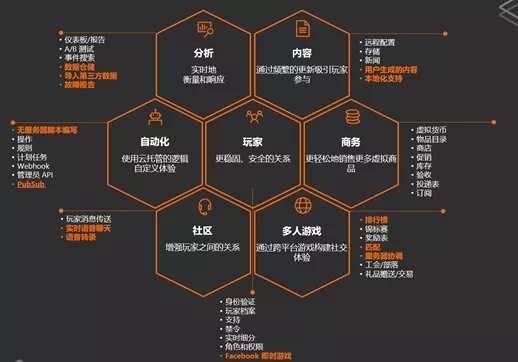 • 仪表板/报告
• A/B 测试
• 事件搜索
• 数据仓储
• 导入第三方数据
• 故障报告
分析
实时地
衡量和响应
内容
通过频繁的更新吸引玩家
参与
• 远程配置
• 存储
• 新闻
• 用户生成的内容
• 本地化支持
• 无服务器脚本编写
• 操作
• 规则
• 计划任务
• Webhook
• 管理员 API
• PubSub
自动化
使用云托管的逻辑
自定义体验
玩家
更稳固、安全的关系
商务
更轻松地销售更多虚拟商
品
• 虚拟货币
• 物品目录
• 商店
• 促销
• 库存
• 验收
• 投递表
• 订阅
• 玩家消息传送
• 实时语音聊天
• 语音转录
社区
增强玩家之间的关系
多人游戏
通过跨平台游戏构建社交
体验
• 排行榜
• 锦标赛
• 奖励表
• 匹配
• 服务器协调
• 工会/部落
• 礼品赠送/交易
• 身份验证
• 玩家档案
• 支持
• 禁令
• 实时细分
• 角色和权限
• Facebook 即时游戏